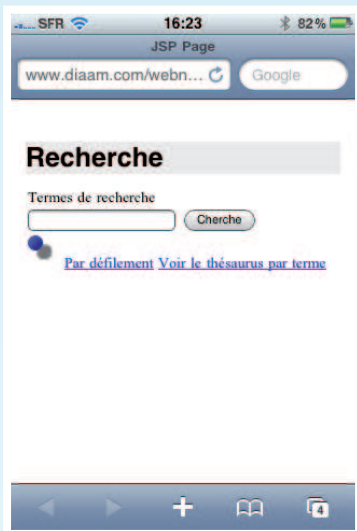 SFR 16:23 82%
JSP Page
www.diaam.com/webn... Google
Recherche
Termes de recherche
Cherche
Par défilement Voir le thésaurus par terme
4